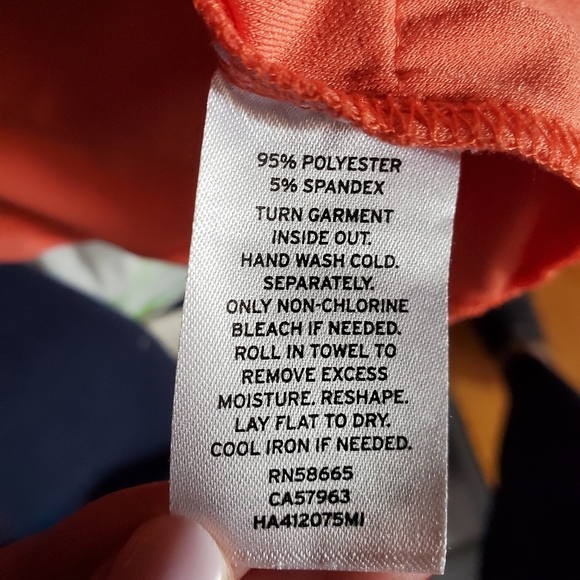 95% POLYESTER
5% SPANDEX
TURN GARMENT
INSIDE OUT.
HAND WASH COLD.
SEPARATELY.
ONLY NON-CHLORINE
BLEACH IF NEEDED.
ROLL IN TOWEL TO
REMOVE EXCESS
MOISTURE. RESHAPE.
LAY FLAT TO DRY.
COOL IRON IF NEEDED.
RN58665
CA57963
HA412075MI